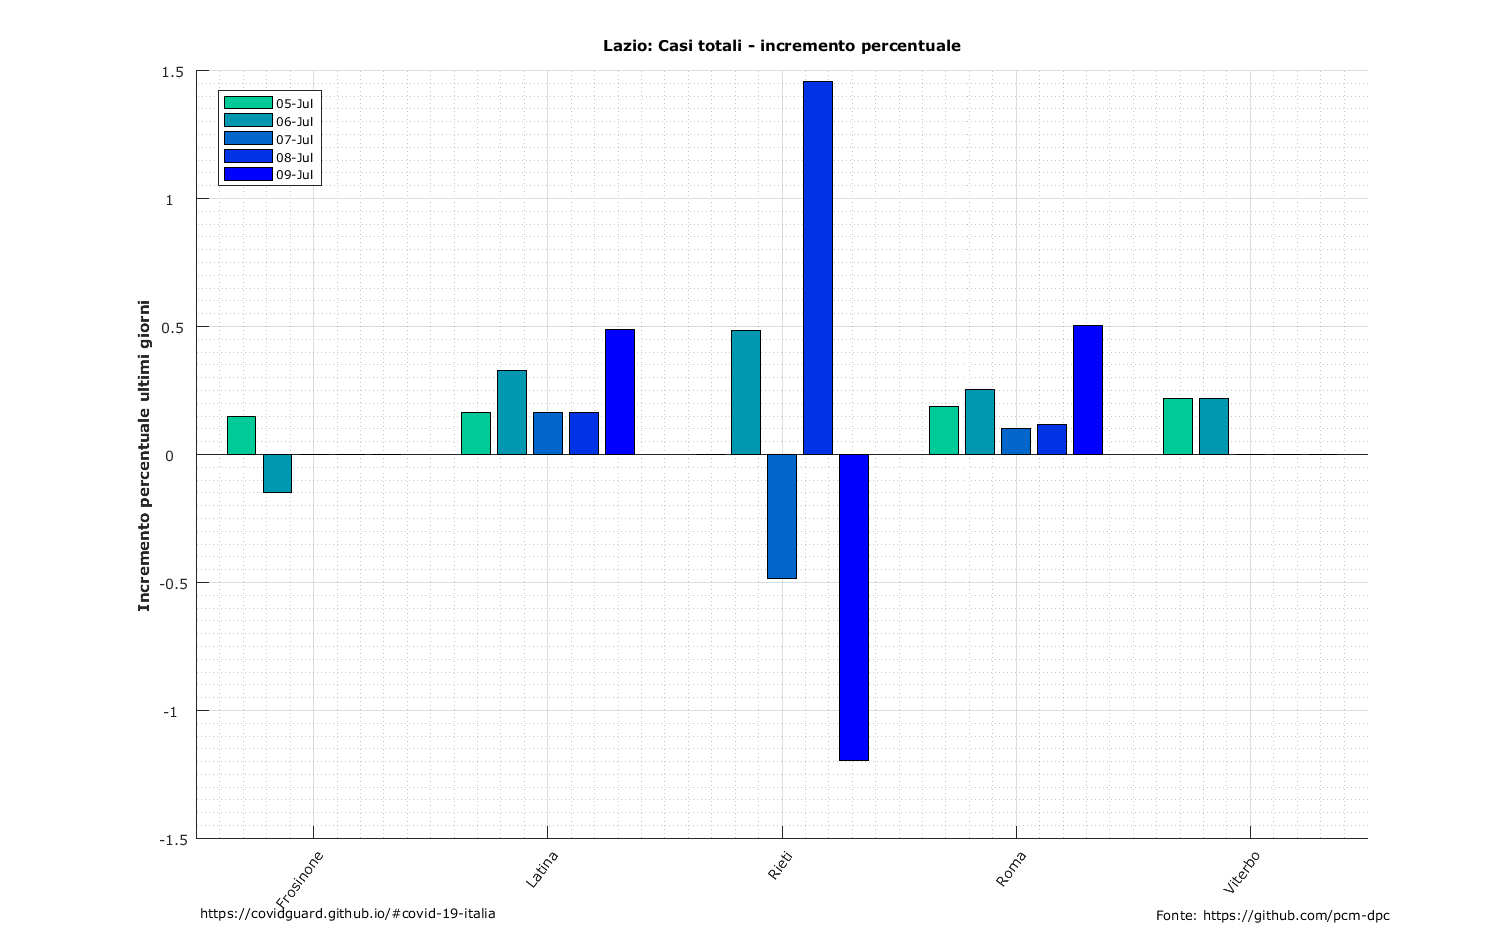 Lazio: Casi totali - incremento percentuale
1.5
1
0.5
0
-0.5
-1
-1.5
Incremento percentuale ultimi giorni
05-Jul
06-Jul
07-Jul
08-Jul
09-Jul
Frosinone
Latina
Rieti
Roma
Viterbo
https://covidguard.github.io/#covid-19-italia
Fonte: https://github.com/pcm-dpc